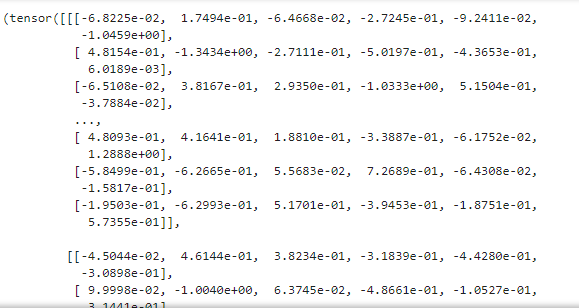 (tensor([[[-6.8225e-02,  1.7494e-01, -6.4668e-02, -2.7245e-01, -9.2411e-02,
          -1.0459e+00],
         [ 4.8154e-01, -1.3434e+00, -2.7111e-01, -5.0197e-01, -4.3653e-01,
           6.0189e-03],
         [-6.5108e-02,  3.8167e-01,  2.9350e-01, -1.0333e+00,  5.1504e-01,
          -3.7884e-02],
         ...,
         [ 4.8093e-01,  4.1641e-01,  1.8810e-01, -3.3887e-01, -6.1752e-02,
           1.2888e+00],
         [-5.8499e-01, -6.2665e-01,  5.5683e-02,  7.2689e-01, -6.4308e-02,
          -1.5817e-01],
         [-1.9503e-01, -6.2993e-01,  5.1701e-01, -3.9453e-01, -1.8751e-01,
           5.7355e-01]],

        [[-4.5044e-02,  4.6144e-01,  3.8234e-01, -3.1839e-01, -4.4280e-01,
          -3.0898e-01],
         [ 9.9998e-02, -1.0040e+00,  6.3745e-02, -4.8661e-01, -1.0527e-01,
           3.1441e-01]